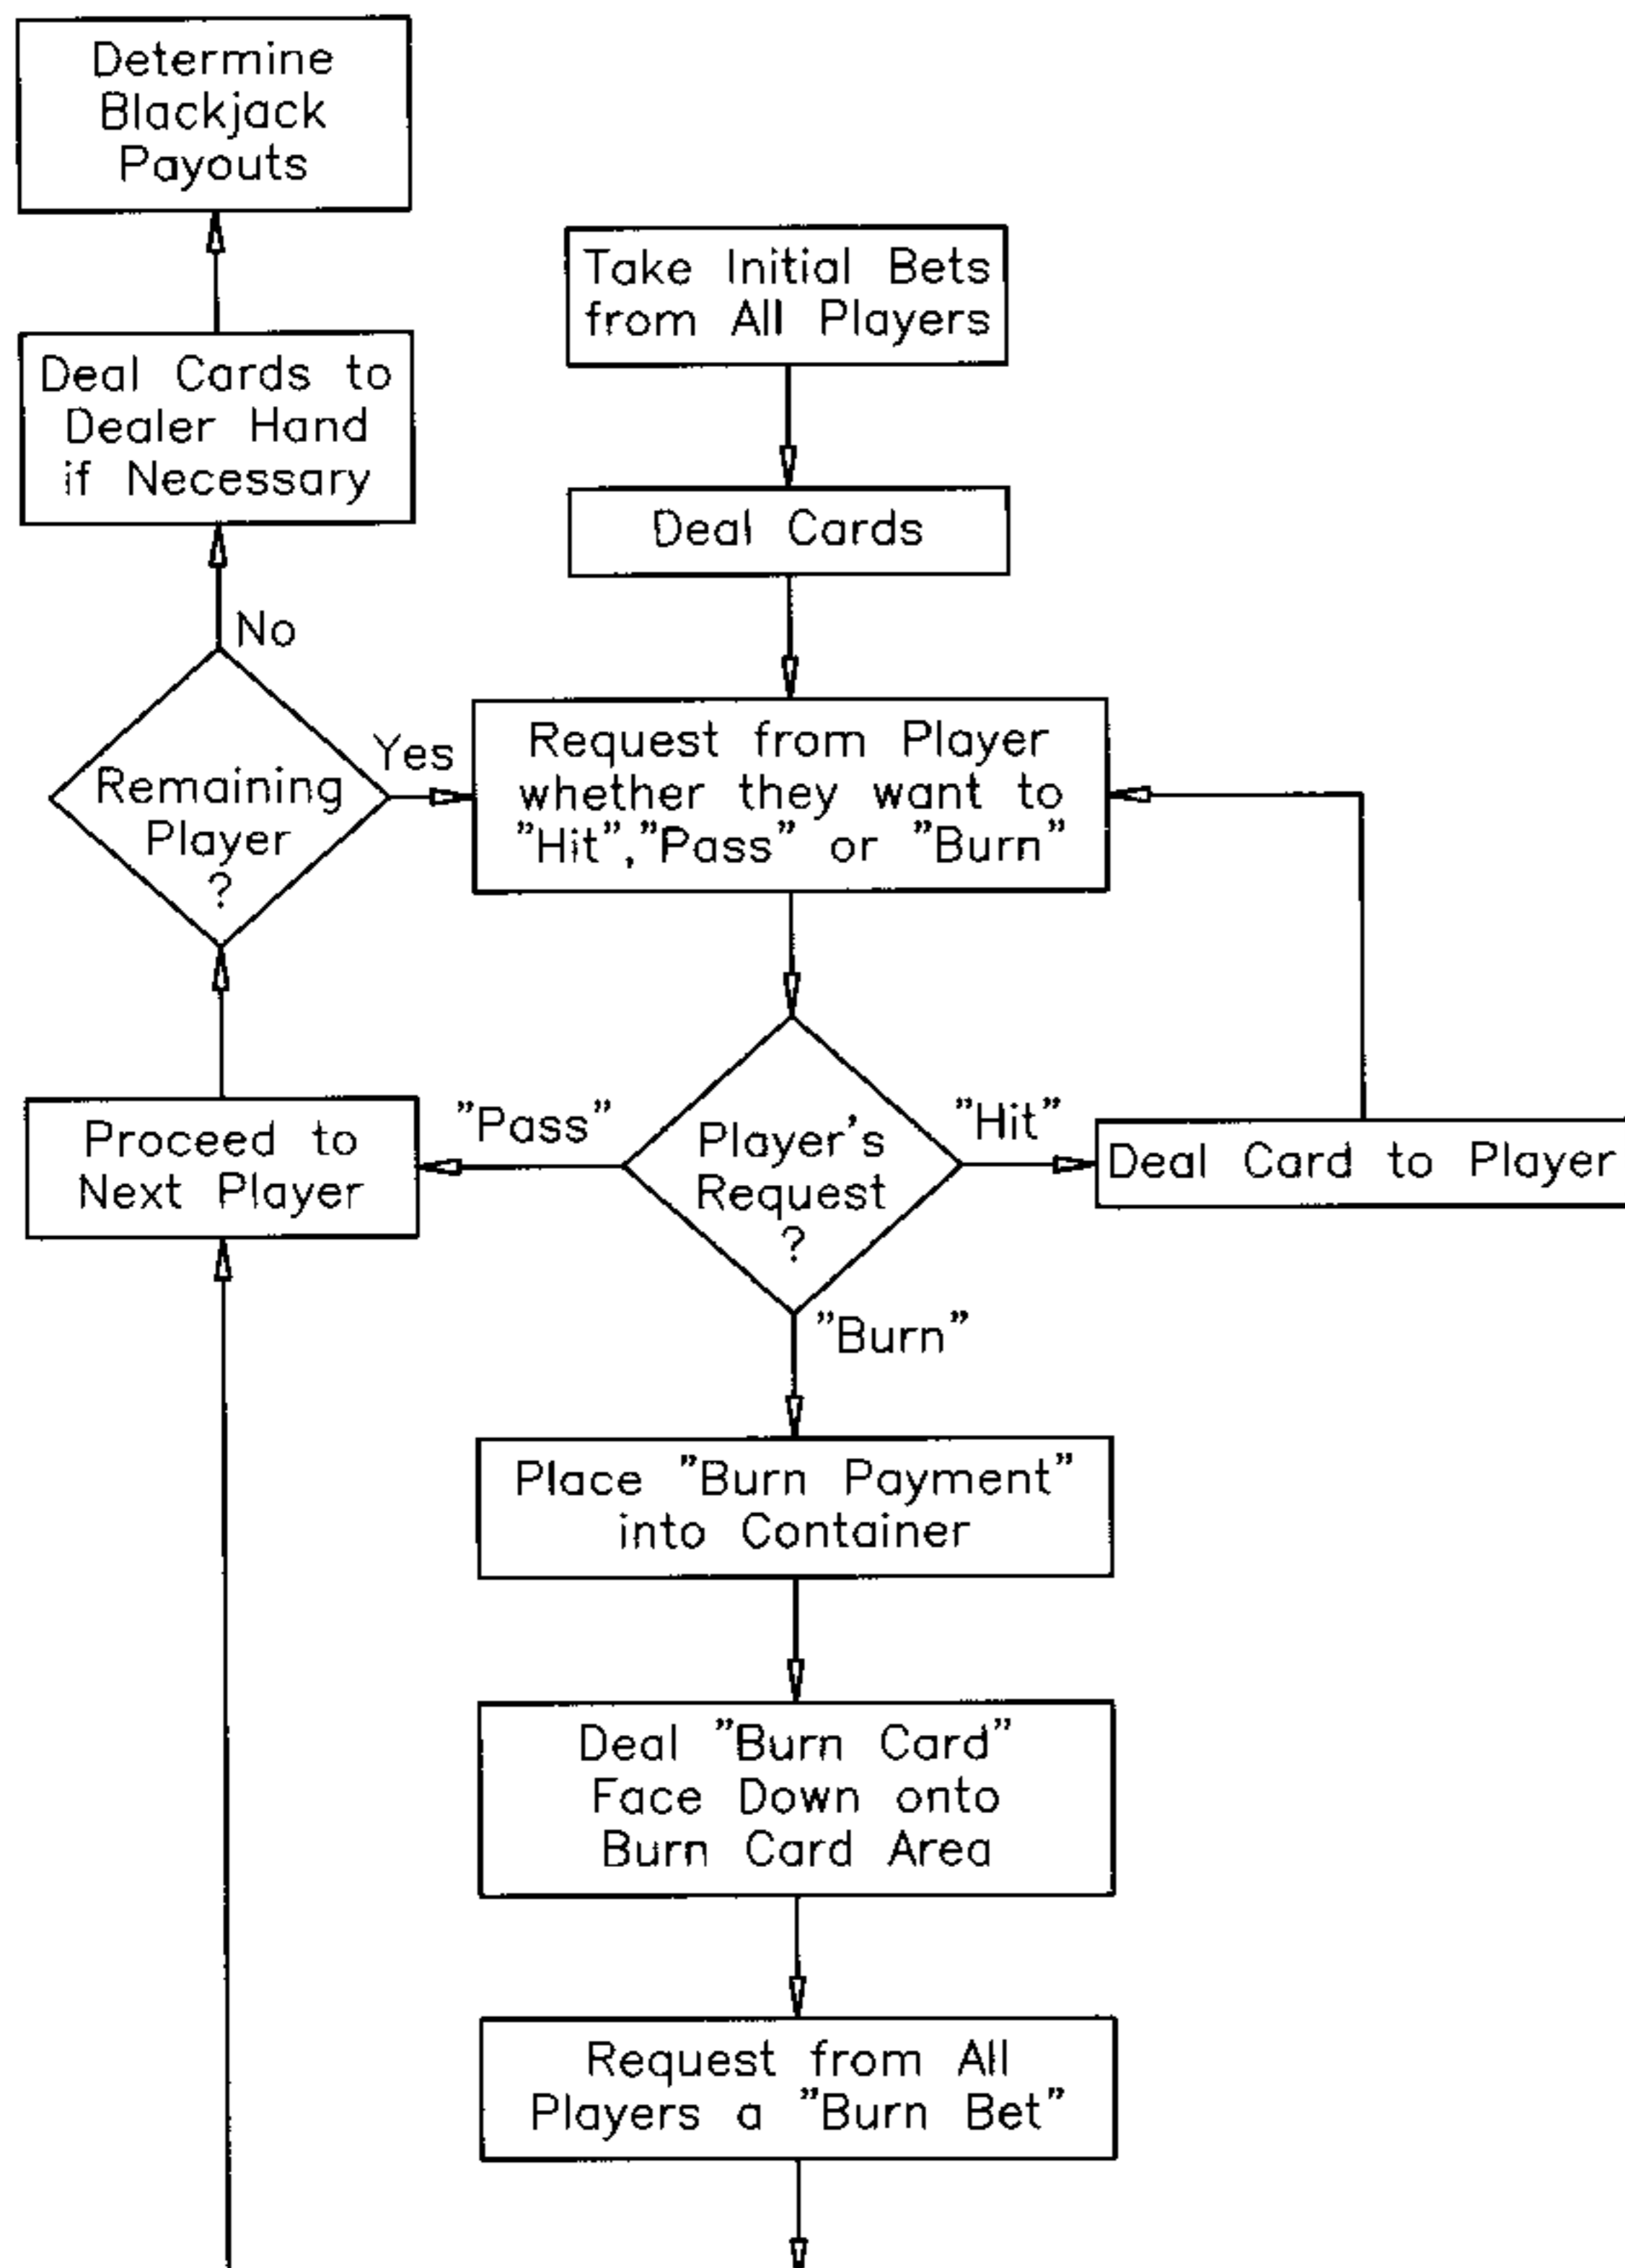 Determine
Blackjack
Payouts
Take Initial Bets
from All Players
Deal Cards to
Dealer Hand
if Necessary
Deal Cards
No
Yes
Remaining
Player
?
Request from Player
whether they want to
"Hit","Pass" or "Burn"
Proceed to
Next Player
"Pass"
Player's
Request
?
"Hit"
Deal Card to Player
"Burn"
Place "Burn Payment"
into Container
Deal "Burn Card"
Face Down onto
Burn Card Area
Request from All
Players a "Burn Bet"